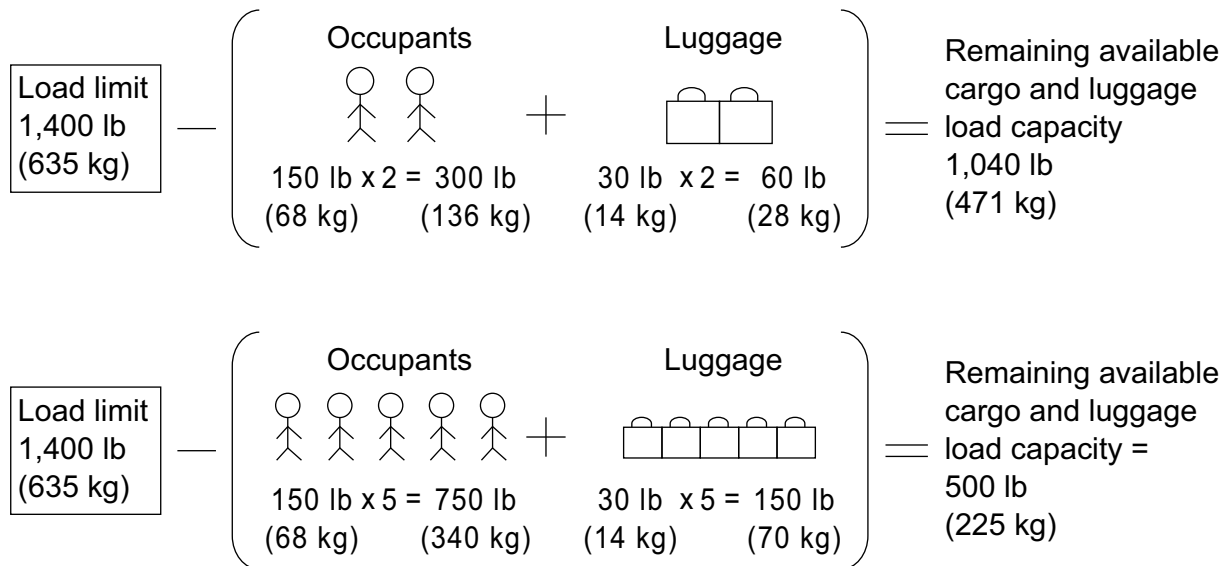 Load limit
1,400 lb
(635 kg)
Occupants
150 lb x 2 = 300 lb
(68 kg) (136 kg)
Luggage
30 lb x 2 = 60 lb
(14 kg) (28 kg)
Remaining available
cargo and luggage
load capacity
1,040 lb
(471 kg)
Load limit
1,400 lb
(635 kg)
Occupants
150 lb x 5 = 750 lb
(68 kg) (340 kg)
Luggage
30 lb x 5 = 150 lb
(14 kg) (70 kg)
Remaining available
cargo and luggage
load capacity =
500 lb
(225 kg)